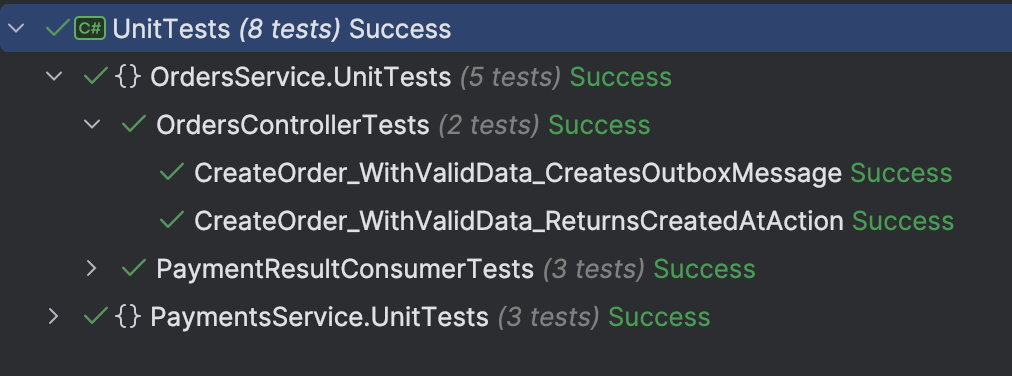 C# UnitTests (8 tests) Success
{} OrdersService.UnitTests (5 tests) Success
OrdersControllerTests (2 tests) Success
CreateOrder_WithValidData_CreatesOutboxMessage Success
CreateOrder_WithValidData_ReturnsCreatedAtAction Success
PaymentResultConsumerTests (3 tests) Success
{} PaymentsService.UnitTests (3 tests) Success